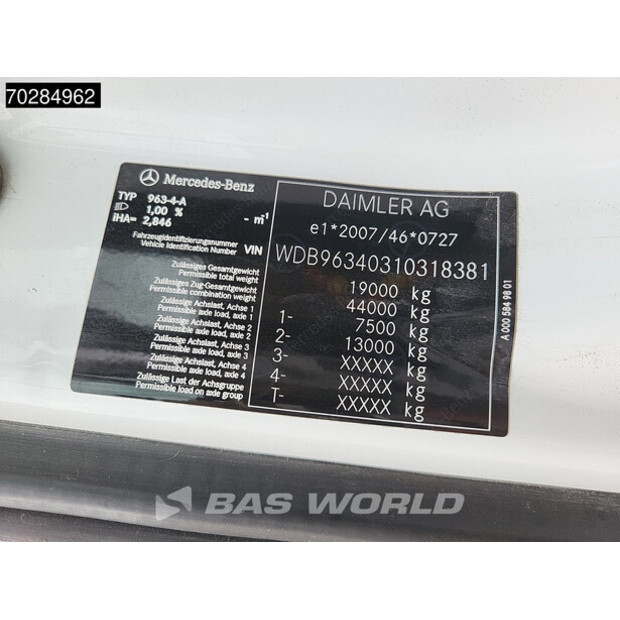 70284962
Mercedes-Benz
TYP 963-4-A
1,00 % - m⁻¹
iHA= 2,846
Fahrzeugidentifizierungsnummer
Vehicle Identification Number VIN
Zulässiges Gesamtgewicht
Permissible total weight
Zulässiges Zug-Gesamtgewicht
Permissible combination weight
Zulässige Achslast, Achse 1
Permissible axle load, axle 1
Zulässige Achslast, Achse 2
Permissible axle load, axle 2
Zulässige Achslast, Achse 3
Permissible axle load, axle 3
Zulässige Achslast, Achse 4
Permissible axle load, axle 4
Zulässige Last der Achsgruppe
Permissible load on axle group
DAIMLER AG
e1*2007/46*0727
WDB96340310318381
19000 kg
44000 kg
1- 7500 kg
2- 13000 kg
3- XXXXX kg
4- XXXXX kg
T- XXXXX kg
A 000 584 98 01
BAS WORLD